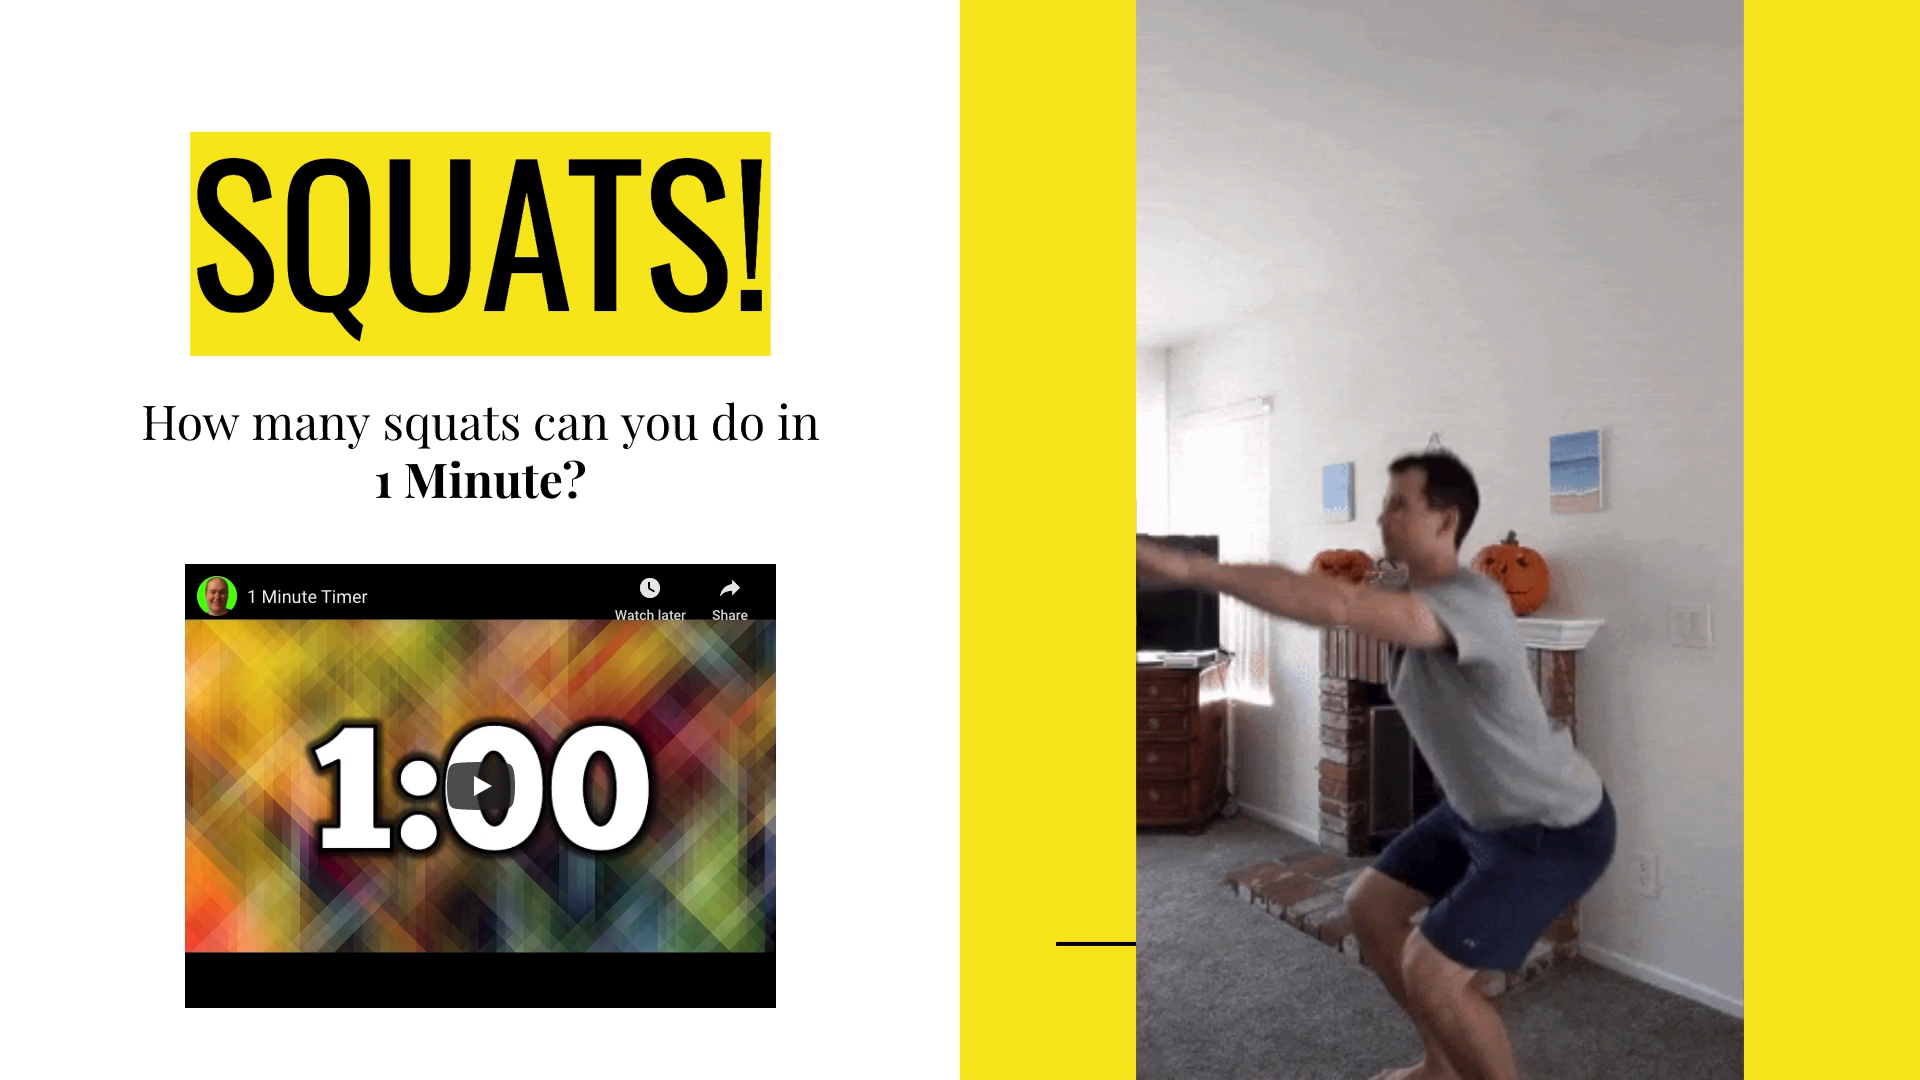 SQUATS!
How many squats can you do in
1 Minute?
1 Minute Timer
Watch later
Share
1:00